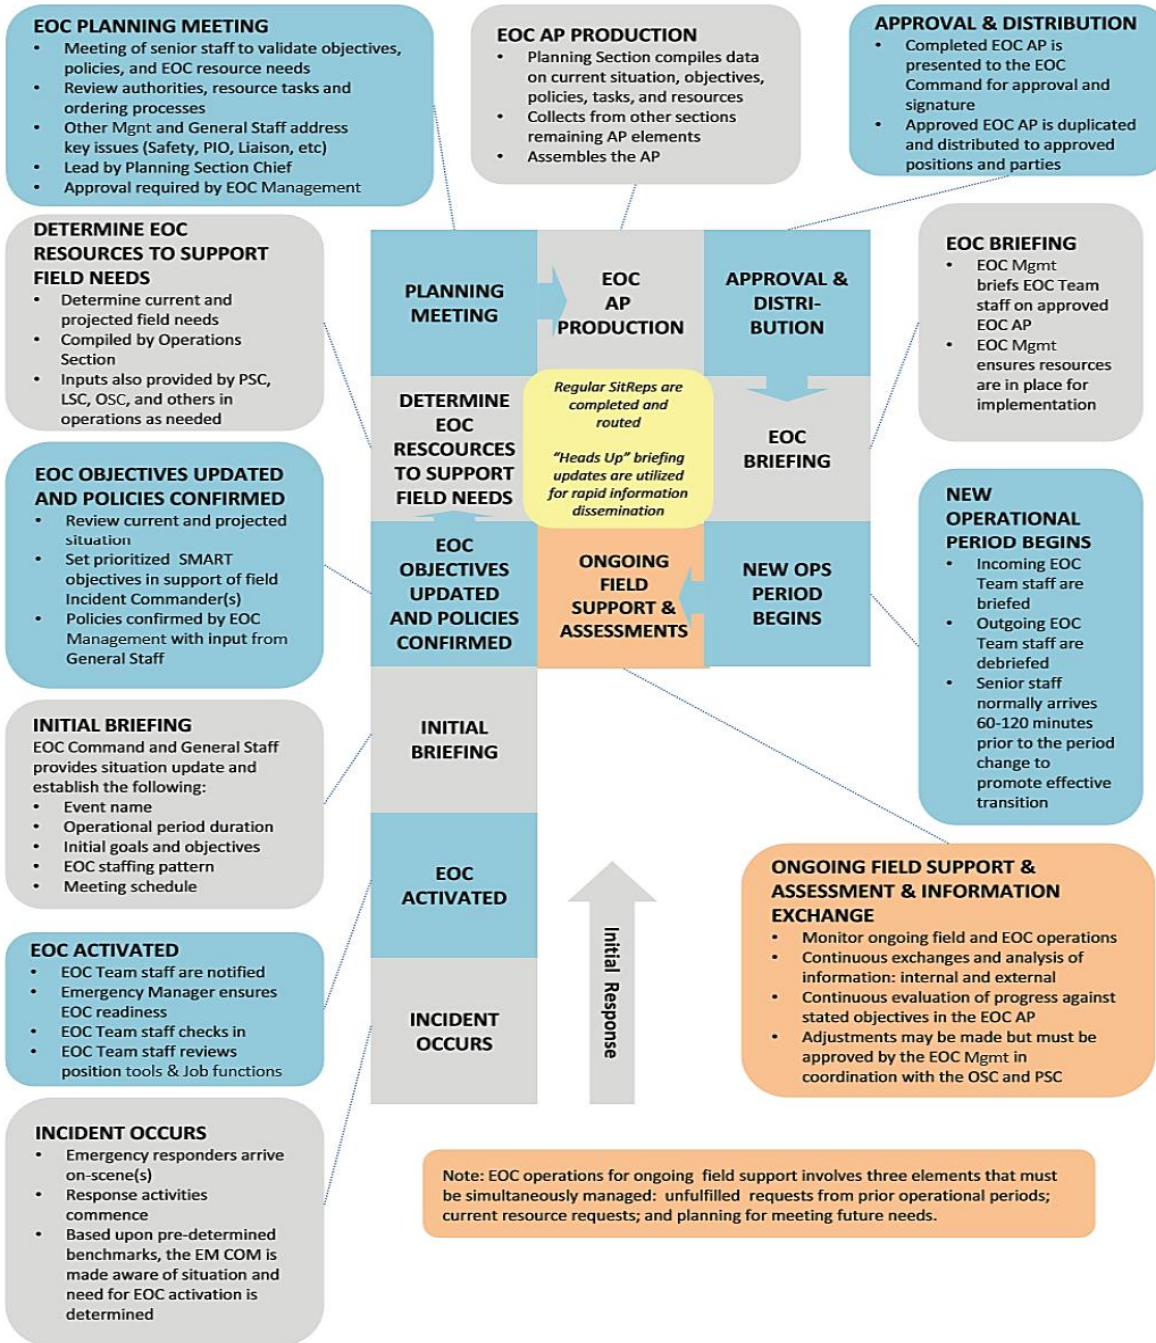 EOC PLANNING MEETING
• Meeting of senior staff to validate objectives,
policies, and EOC resource needs
• Review authorities, resource tasks and
ordering processes
• Other Mgnt and General Staff address
key issues (Safety, PIO, Liaison, etc)
• Lead by Planning Section Chief
• Approval required by EOC Management
EOC AP PRODUCTION
• Planning Section compiles data
on current situation, objectives,
policies, tasks, and resources
• Collects from other sections
remaining AP elements
• Assembles the AP
APPROVAL & DISTRIBUTION
• Completed EOC AP is
presented to the EOC
Command for approval and
signature
• Approved EOC AP is duplicated
and distributed to approved
positions and parties
DETERMINE EOC
RESOURCES TO SUPPORT
FIELD NEEDS
• Determine current and
projected field needs
• Compiled by Operations
Section
• Inputs also provided by PSC,
LSC, OSC, and others in
operations as needed
EOC OBJECTIVES UPDATED
AND POLICIES CONFIRMED
• Review current and projected
situation
• Set prioritized SMART
objectives in support of field
Incident Commander(s)
• Policies confirmed by EOC
Management with input from
General Staff
INITIAL BRIEFING
EOC Command and General Staff
provides situation update and
establish the following:
• Event name
• Operational period duration
• Initial goals and objectives
• EOC staffing pattern
• Meeting schedule
EOC ACTIVATED
• EOC Team staff are notified
• Emergency Manager ensures
EOC readiness
• EOC Team staff checks in
• EOC Team staff reviews
position tools & Job functions
INCIDENT OCCURS
• Emergency responders arrive
on-scene(s)
• Response activities
commence
• Based upon pre-determined
benchmarks, the EM COM is
made aware of situation and
need for EOC activation is
determined
PLANNING
MEETING
EOC
AP
PRODUCTION
APPROVAL &
DISTRI-
BUTION
DETERMINE
EOC
RESCOURCES
TO SUPPORT
FIELD NEEDS
Regular SitReps are
completed and
routed
“Heads Up” briefing
updates are utilized
for rapid information
dissemination
EOC
BRIEFING
EOC
OBJECTIVES
UPDATED
AND POLICIES
CONFIRMED
ONGOING
FIELD
SUPPORT &
ASSESSMENTS
NEW OPS
PERIOD
BEGINS
INITIAL
BRIEFING
EOC
ACTIVATED
INCIDENT
OCCURS
Initial Response
EOC BRIEFING
• EOC Mgmt
briefs EOC Team
staff on approved
EOC AP
• EOC Mgmt
ensures resources
are in place for
implementation
NEW
OPERATIONAL
PERIOD BEGINS
• Incoming EOC
Team staff are
briefed
• Outgoing EOC
Team staff are
debriefed
• Senior staff
normally arrives
60-120 minutes
prior to the period
change to
promote effective
transition
ONGOING FIELD SUPPORT &
ASSESSMENT & INFORMATION
EXCHANGE
• Monitor ongoing field and EOC operations
• Continuous exchanges and analysis of
information: internal and external
• Continuous evaluation of progress against
stated objectives in the EOC AP
• Adjustments may be made but must be
approved by the EOC Mgmt in
coordination with the OSC and PSC
Note: EOC operations for ongoing field support involves three elements that must
be simultaneously managed: unfulfilled requests from prior operational periods;
current resource requests; and planning for meeting future needs.